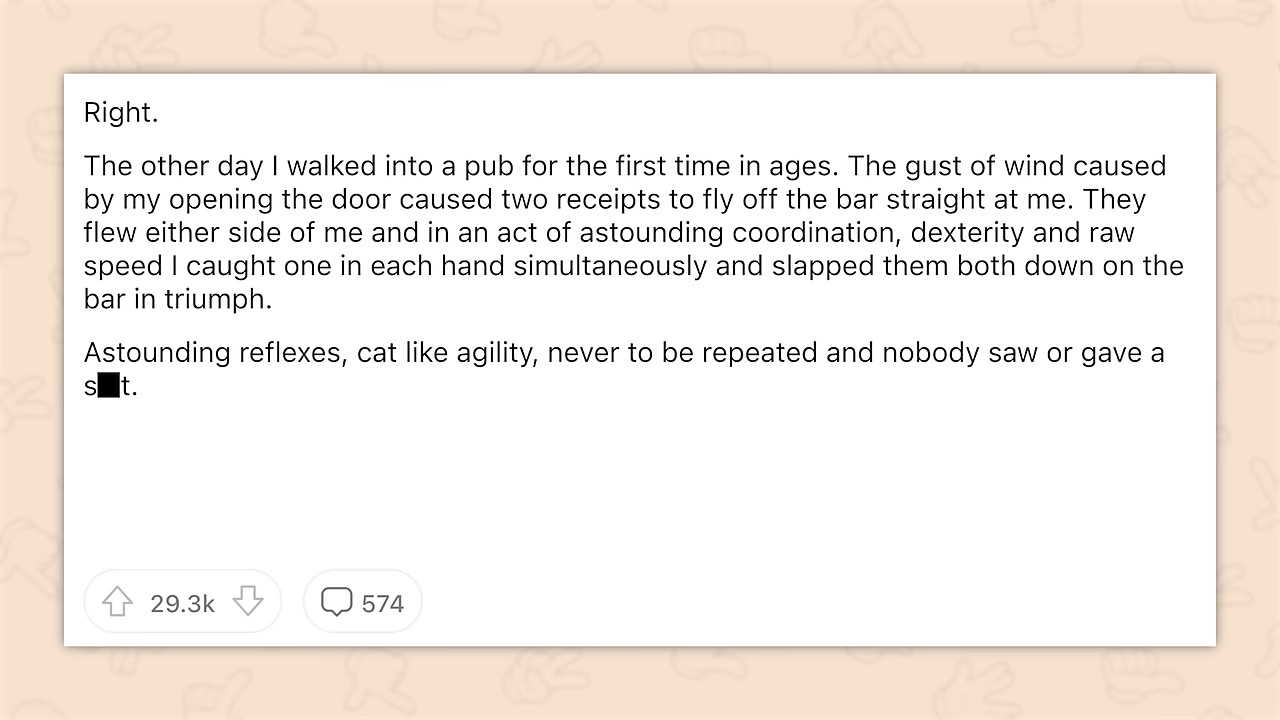 Right.
The other day I walked into a pub for the first time in ages. The gust of wind caused
by my opening the door caused two receipts to fly off the bar straight at me. They
flew either side of me and in an act of astounding coordination, dexterity and raw
speed I caught one in each hand simultaneously and slapped them both down on the
bar in triumph.
Astounding reflexes, cat like agility, never to be repeated and nobody saw or gave a
s█t.
29.3k 574